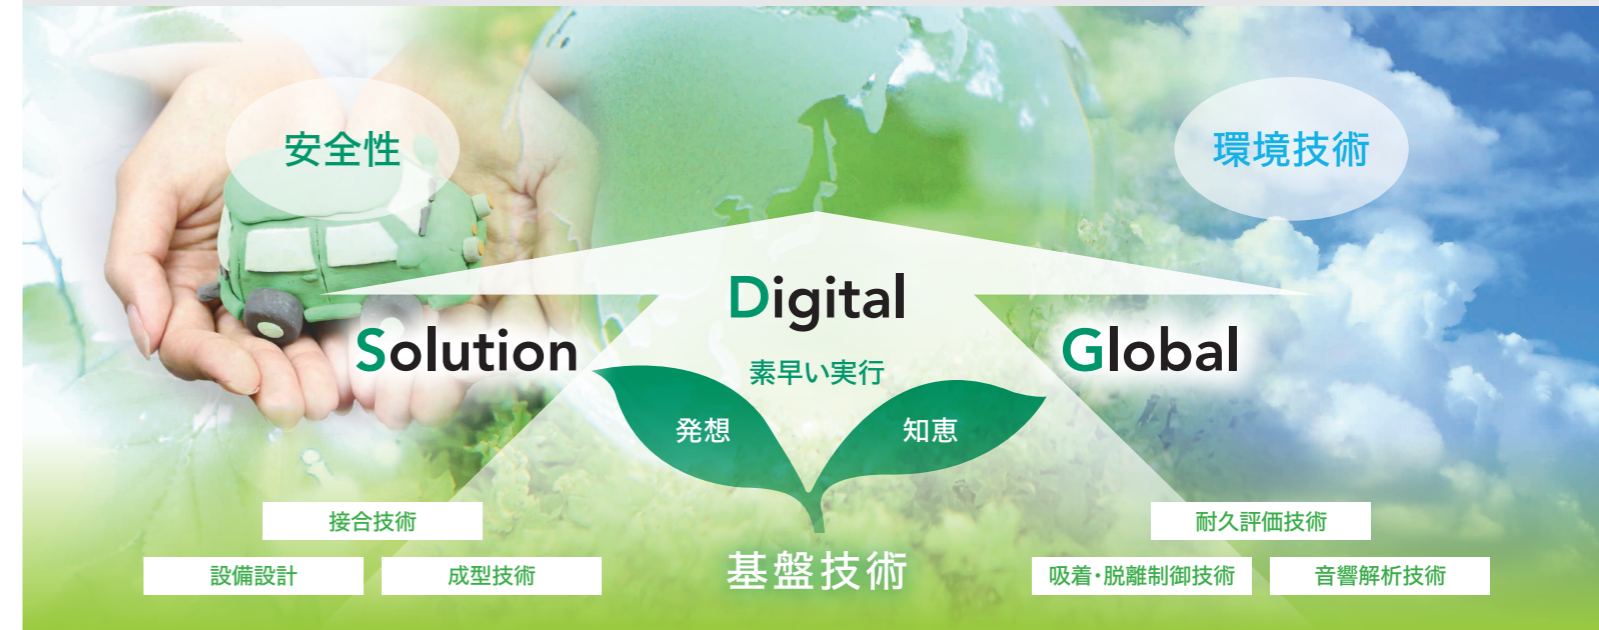 安全性
環境技術
Digital
Solution
Global
素早い実行
発想
知恵
接合技術
耐久評価技術
設備設計
成型技術
基盤技術
吸着・脱離制御技術
音響解析技術